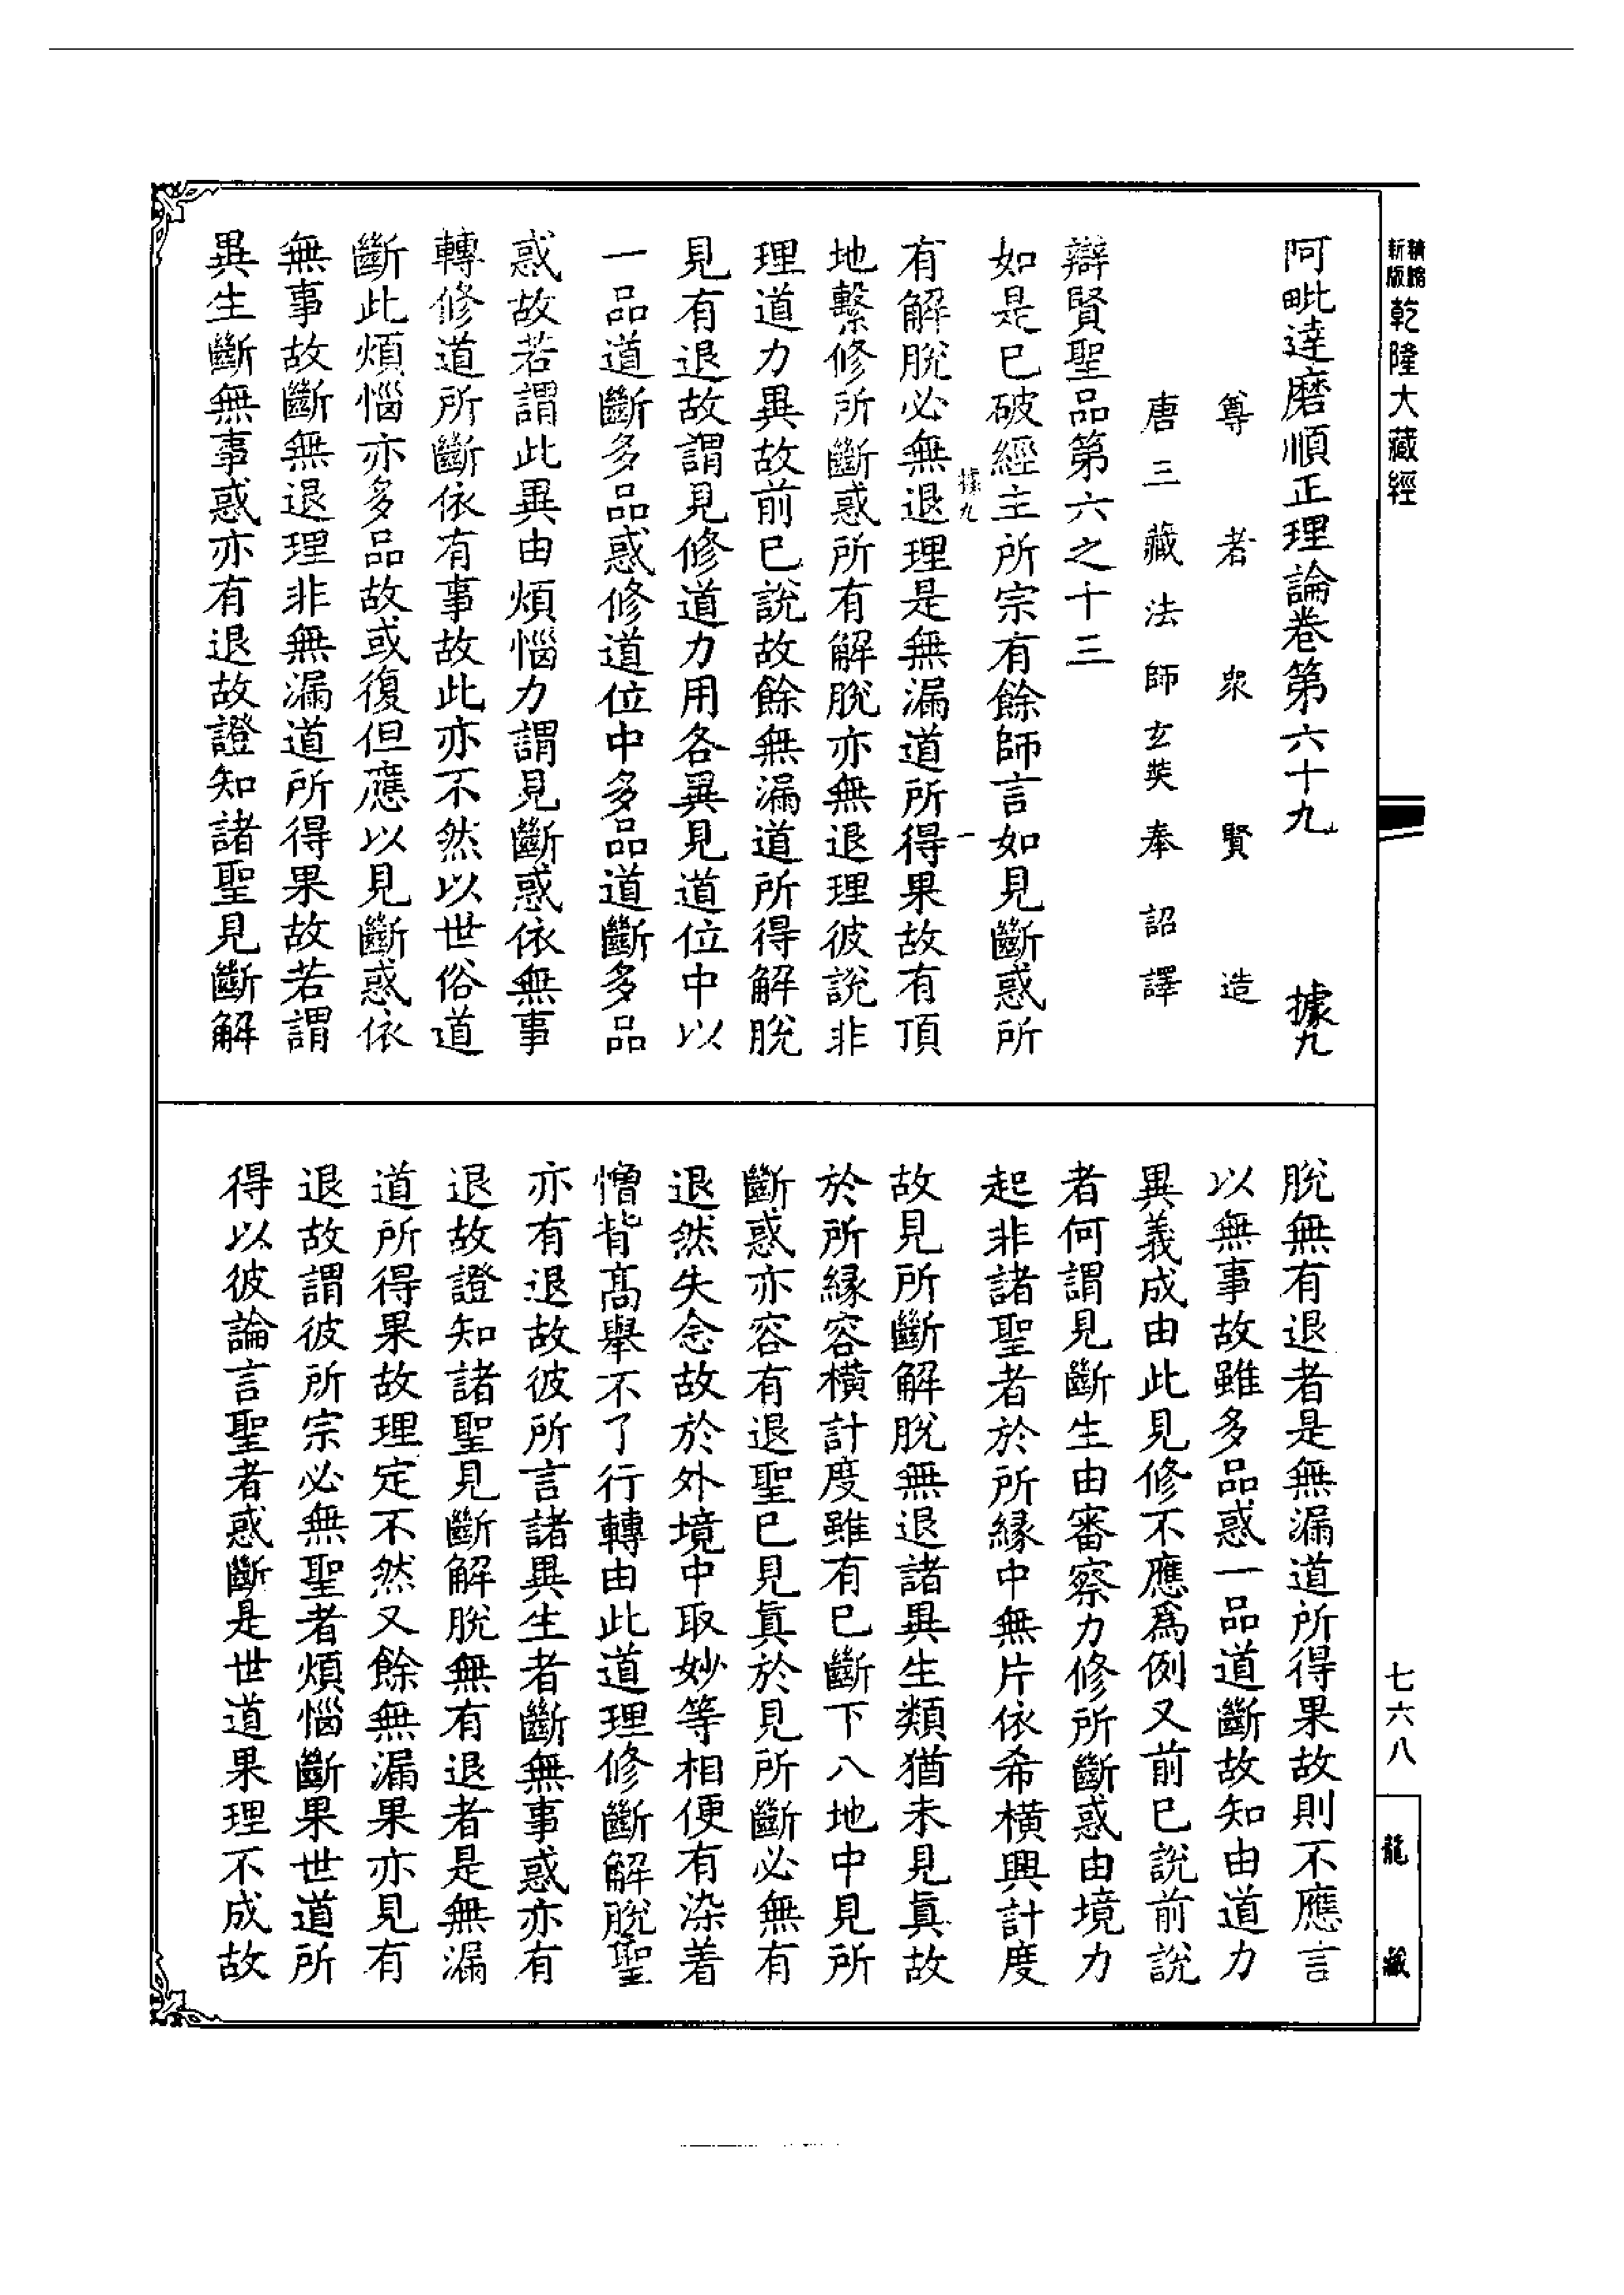 新版精縮乾隆大藏經
阿毗達磨順正理論卷第六十九　據九
尊者衆賢造
唐三藏法師玄奘奉詔譯
辯賢聖品第六之十三
如是已破經主所宗有餘師言如見斷惑所
據九　一
有解脫必無退理是無漏道所得果故有頂
地繫修所斷惑所有解脫亦無退理彼說非
理道力異故前已說故餘無漏道所得解脫
見有退故謂見修道力用各異見道位中以
一品道斷多品惑修道位中多品道斷多品
惑故若謂此異由煩惱力謂見斷惑依無事
轉修道所斷依有事故此亦不然以世俗道
斷此煩惱亦多品故或復但應以見斷惑依
無事故斷無退理非無漏道所得果故若謂
異生斷無事惑亦有退故證知諸聖見斷解
脫無有退者是無漏道所得果故則不應言
以無事故雖多品惑一品道斷故知由道力
異義成由此見修不應爲例又前已說前說
者何謂見斷生由審察力修所斷惑由境力
起非諸聖者於所緣中無片依希橫興計度
故見所斷解脫無退諸異生類猶未見眞故
於所緣容橫計度雖有已斷下八地中見所
斷惑亦容有退聖已見眞於見所斷必無有
退然失念故於外境中取妙等相便有染着
憎背高舉不了行轉由此道理修斷解脫聖
亦有退故彼所言諸異生者斷無事惑亦有
退故證知諸聖見斷解脫無有退者是無漏
道所得果故理定不然又餘無漏果亦見有
退故謂彼所宗必無聖者煩惱斷果世道所
得以彼論言聖者惑斷是世道果理不成故
七六八
龍藏